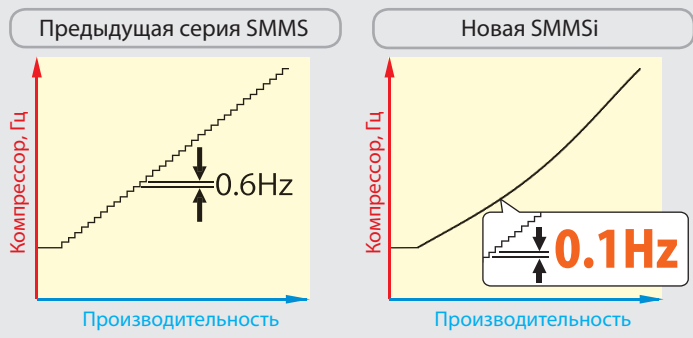 Предыдущая серия SMMS
Компрессор, Гц
0.6Hz
Производительность
Новая SMMSi
Компрессор, Гц
0.1Hz
Производительность